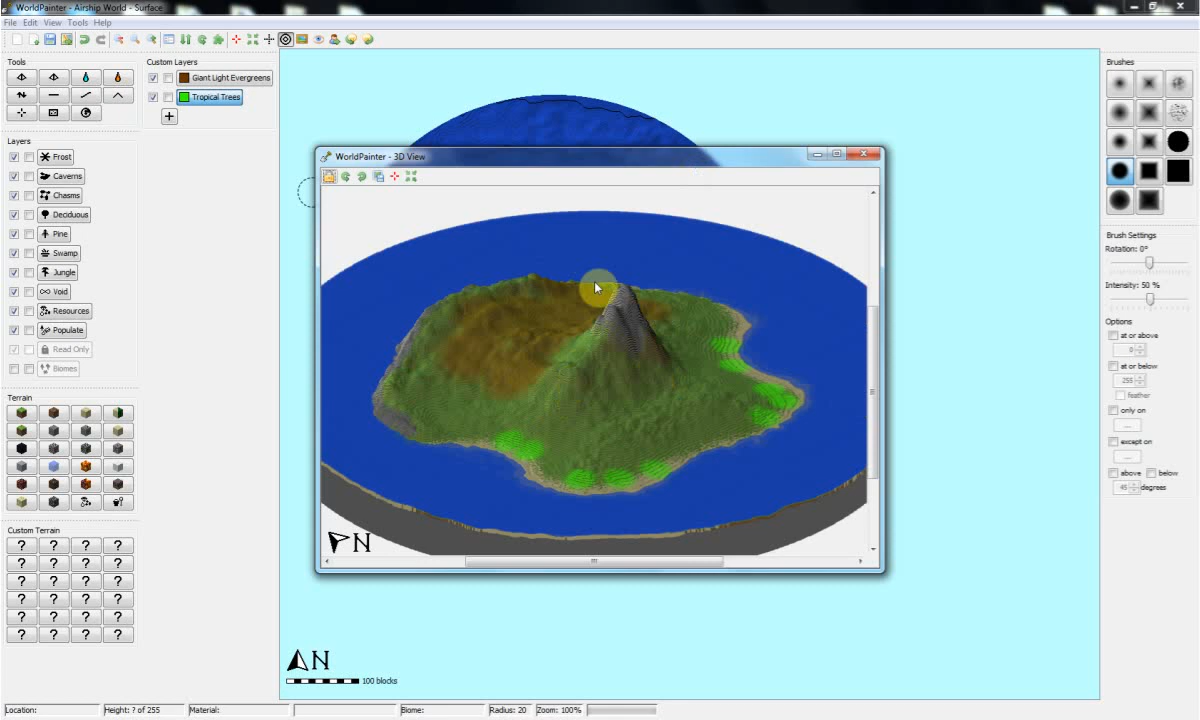 WorldPainter - Airship World - Surface
File Edit View Tools Help
Tools
Custom Layers
Giant Light Evergreens
Tropical Trees
Layers
Frost
Caverns
Chasms
Deciduous
Pine
Swamp
Jungle
Void
Resources
Populate
Read Only
Biomes
Terrain
Custom Terrain
? ? ? ?
? ? ? ?
? ? ? ?
? ? ? ?
? ? ? ?
? ? ? ?
WorldPainter - 3D View
N
N
100 blocks
Brushes
Brush Settings
Rotation: 0°
Intensity: 50 %
Options
at or above
0
at or below
255
feather
only on
...
except on
...
above below
45 degrees
Location: Height: ? of 255 Material: Biome: Radius: 20 Zoom: 100%